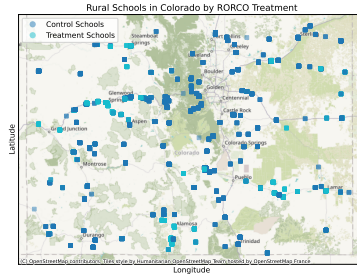 Rural Schools in Colorado by RORCO Treatment
Control Schools
Treatment Schools
Steamboat
Springs
Boulder
Golden
Glenwood
Centennial
Castle Rock
Aspen
Grand Junction
Colorado Springs
Colorado
Montrose
Pueblo
Lamar
Alamosa
Durango
Trinidad
Latitude
(C) OpenStreetMap contributors, Tiles style by Humanitarian OpenStreetMap Team hosted by OpenStreetMap France
Longitude